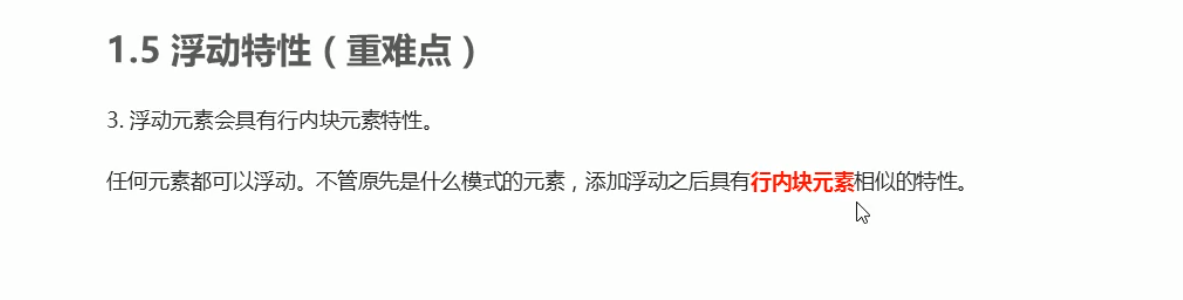 1.5 浮动特性（重难点）
3. 浮动元素会具有行内块元素特性。
任何元素都可以浮动。不管原先是什么模式的元素，添加浮动之后具有行内块元素相似的特性。